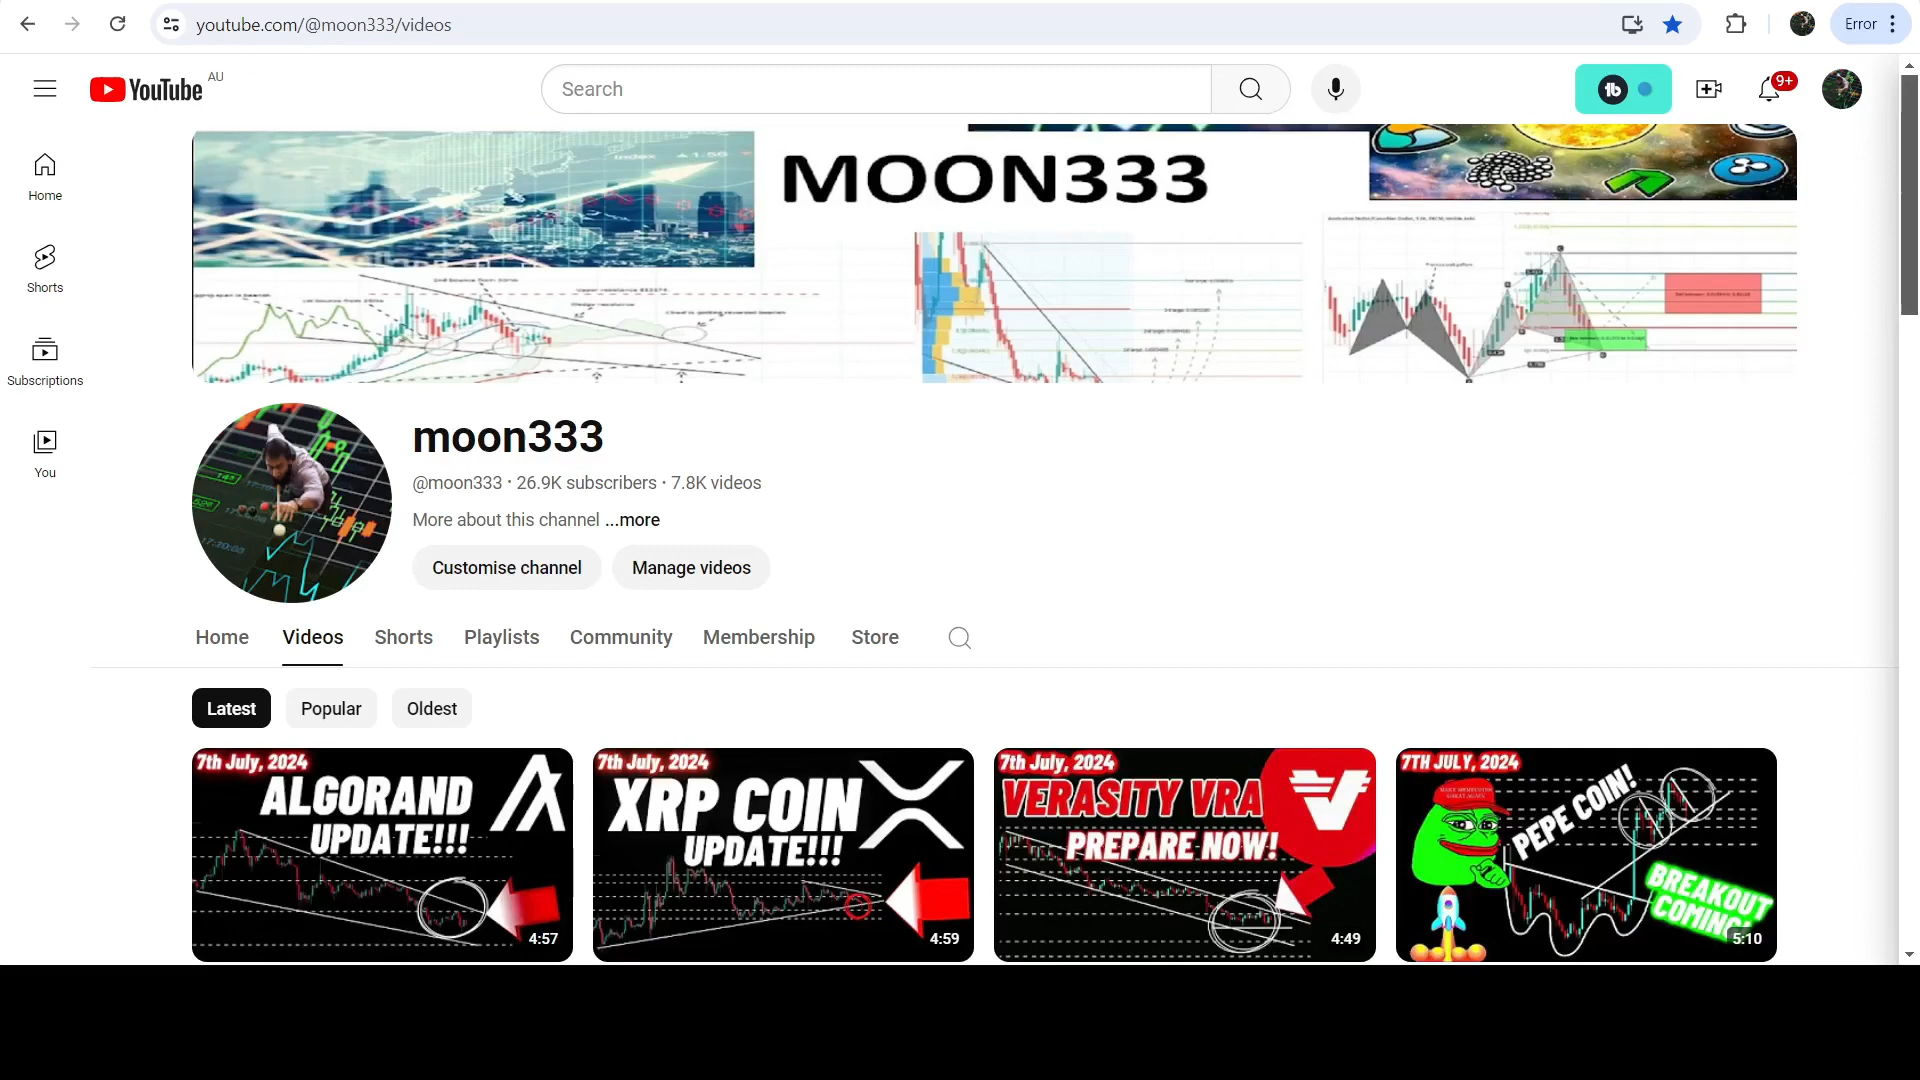 youtube.com/@moon333/videos
Error
YouTube AU
Search
9+
Home
Shorts
Subscriptions
You
MOON333
moon333
@moon333 · 26.9K subscribers · 7.8K videos
More about this channel ...more
Customise channel
Manage videos
Home Videos Shorts Playlists Community Membership Store
Latest Popular Oldest
7th July, 2024
ALGORAND
UPDATE!!!
4:57
7th July, 2024
XRP COIN
UPDATE!!!
4:59
7th July, 2024
VERASITY VRA
PREPARE NOW!
4:49
7TH JULY, 2024
PEPE COIN!
BREAKOUT
COMING!
5:10